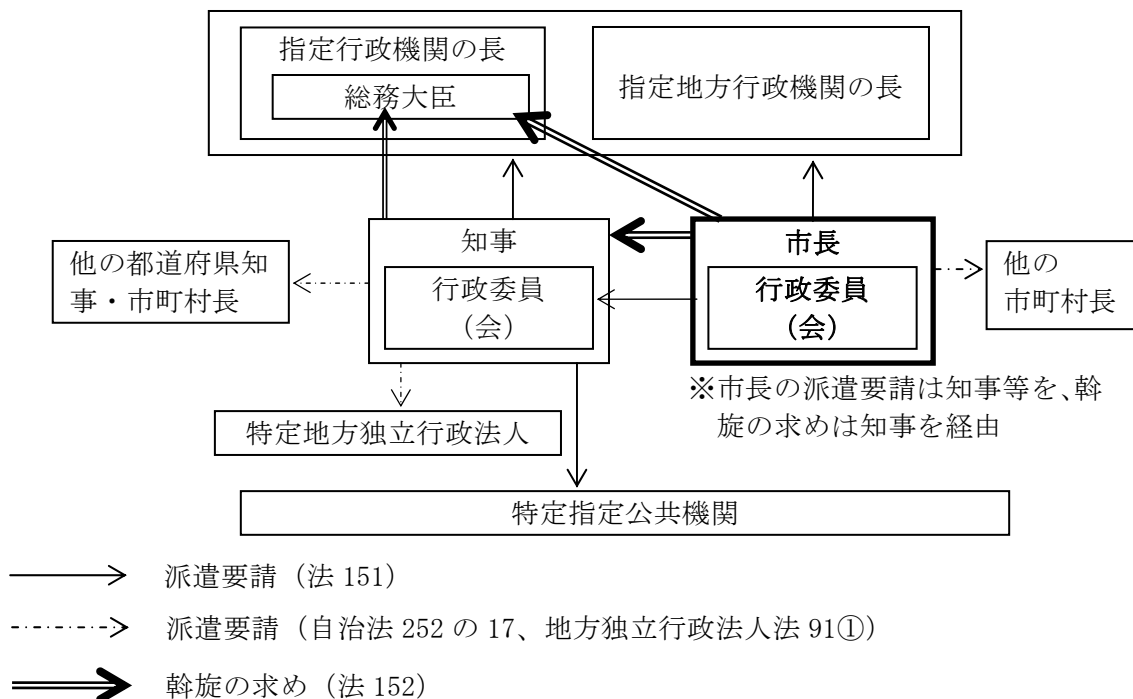 指定行政機関の長
総務大臣
指定地方行政機関の長
他の都道府県知
事・市町村長
知事
行政委員
(会)
市長
行政委員
(会)
他の
市町村長
※市長の派遣要請は知事等を、斡
旋の求めは知事を経由
特定地方独立行政法人
特定指定公共機関
派遣要請（法 151）
派遣要請（自治法 252 の 17、地方独立行政法人法 91①）
斡旋の求め（法 152）